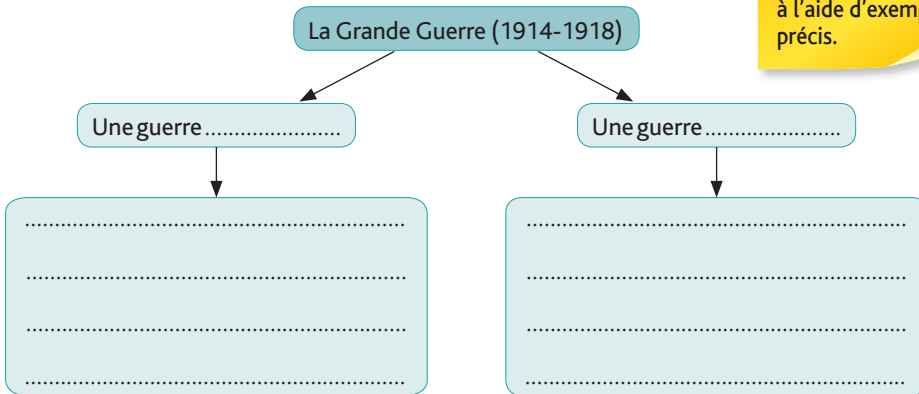 à l'aide d'exem
précis.
La Grande Guerre (1914-1918)
Une guerre.......................
Une guerre.......................
................................................................
................................................................
................................................................
................................................................
................................................................
................................................................
................................................................
................................................................